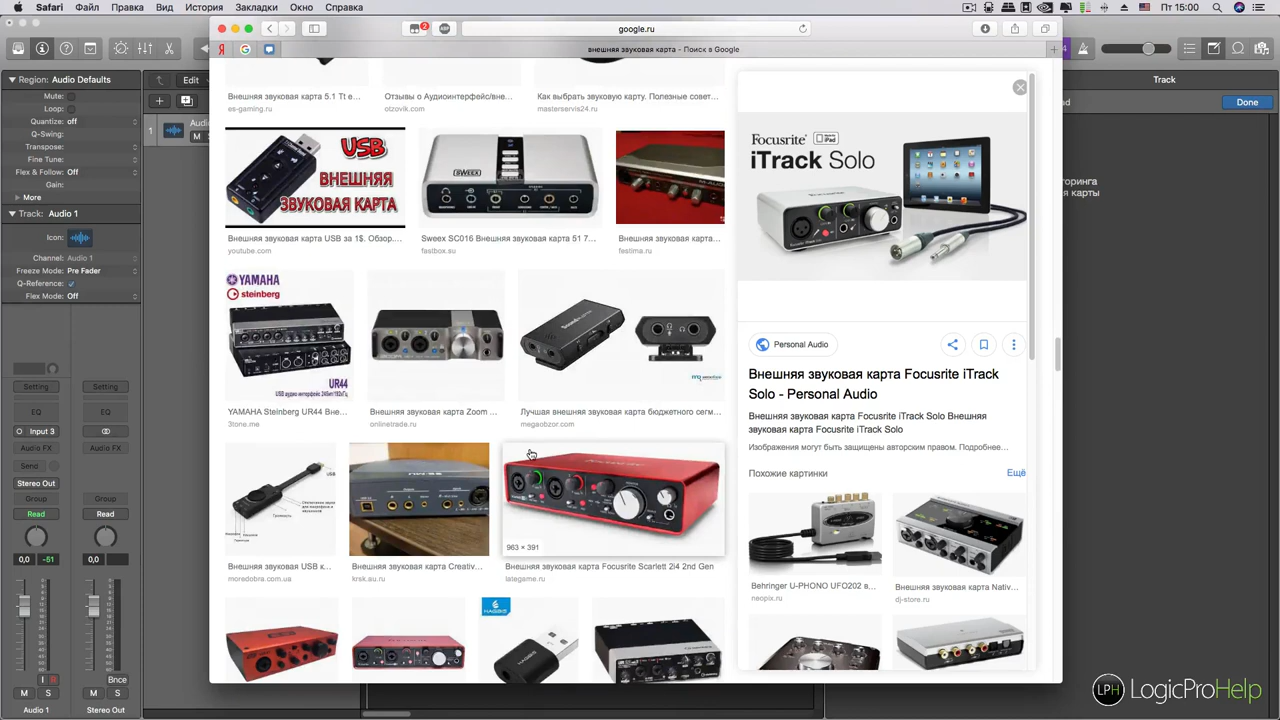 Safari Файл Правка Вид История Закладки Окно Справка
Пт 15:00
google.ru
внешняя звуковая карта - Поиск в Google
Region: Audio Defaults
Mute:
Loop:
Quantize: off
Q-Swing:
Transpose:
Fine Tune:
Flex & Follow: Off
Gain:
More
Track: Audio 1
Icon:
Channel: Audio 1
Freeze Mode: Pre Fader
Q-Reference:
Flex Mode: Off
Setting Setting
EQ EQ
Input 3
Audio FX Audio FX
Send
Stereo Out
Group Group
Read Read
0,0 -51 0,0
I R Bnce
M S M S
Audio 1 Stereo Out
Edit
1
M
Track
Done
Внешняя звуковая карта 5.1 Tt e...
es-gaming.ru
Отзывы о Аудиоинтерфейс/вне...
otzovik.com
Как выбрать звуковую карту. Полезные совет...
masterservis24.ru
USB
ВНЕШНЯЯ
ЗВУКОВАЯ КАРТА
SWEEX
Внешняя звуковая карта USB за 1$. Обзор,...
youtube.com
Sweex SC016 Внешняя звуковая карта 51 7...
fastbox.su
Внешняя звуковая карта...
festima.ru
YAMAHA
steinberg
UR44
YAMAHA Steinberg UR44 Вне...
3tone.me
Внешняя звуковая карта Zoom ...
onlinetrade.ru
Лучшая внешняя звуковая карта бюджетного сегм...
megaobzor.com
963 × 391
Внешняя звуковая USB к...
moredobra.com.ua
Внешняя звуковая карта Creativ...
krsk.au.ru
Внешняя звуковая карта Focusrite Scarlett 2i4 2nd Gen
lategame.ru
Focusrite
iTrack Solo
Personal Audio
Внешняя звуковая карта Focusrite iTrack
Solo - Personal Audio
Внешняя звуковая карта Focusrite iTrack Solo Внешняя
звуковая карта Focusrite iTrack Solo
Изображения могут быть защищены авторским правом. Подробнее...
Похожие картинки Ещё
Behringer U-PHONO UFO202 в...
neopix.ru
Внешняя звуковая карта Nativ...
dj-store.ru
LPH LogicProHelp